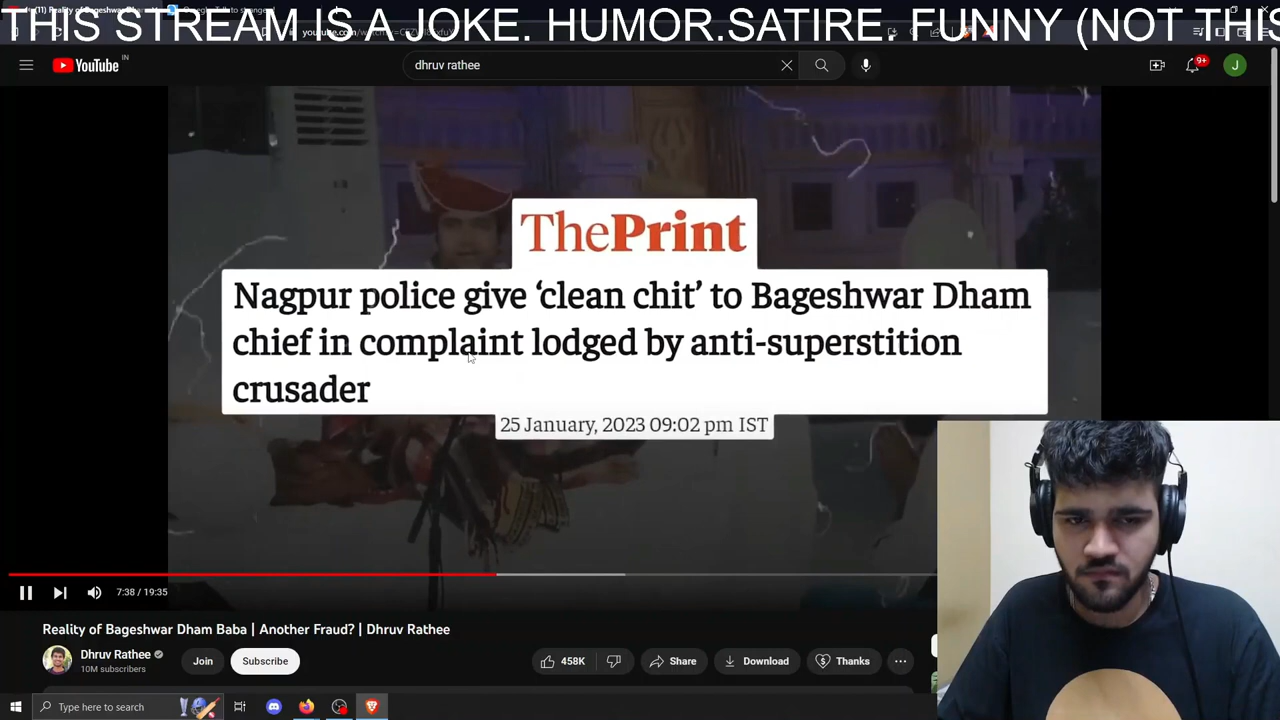 THIS STREAM IS A JOKE. HUMOR.SATIRE. FUNNY (NOT THIS
YouTube IN
dhruv rathee
9+
J
ThePrint
Nagpur police give ‘clean chit’ to Bageshwar Dham
chief in complaint lodged by anti-superstition
crusader
25 January, 2023 09:02 pm IST
7:38 / 19:35
Reality of Bageshwar Dham Baba | Another Fraud? | Dhruv Rathee
Dhruv Rathee
10M subscribers
Join
Subscribe
458K
Share
Download
Thanks
Type here to search